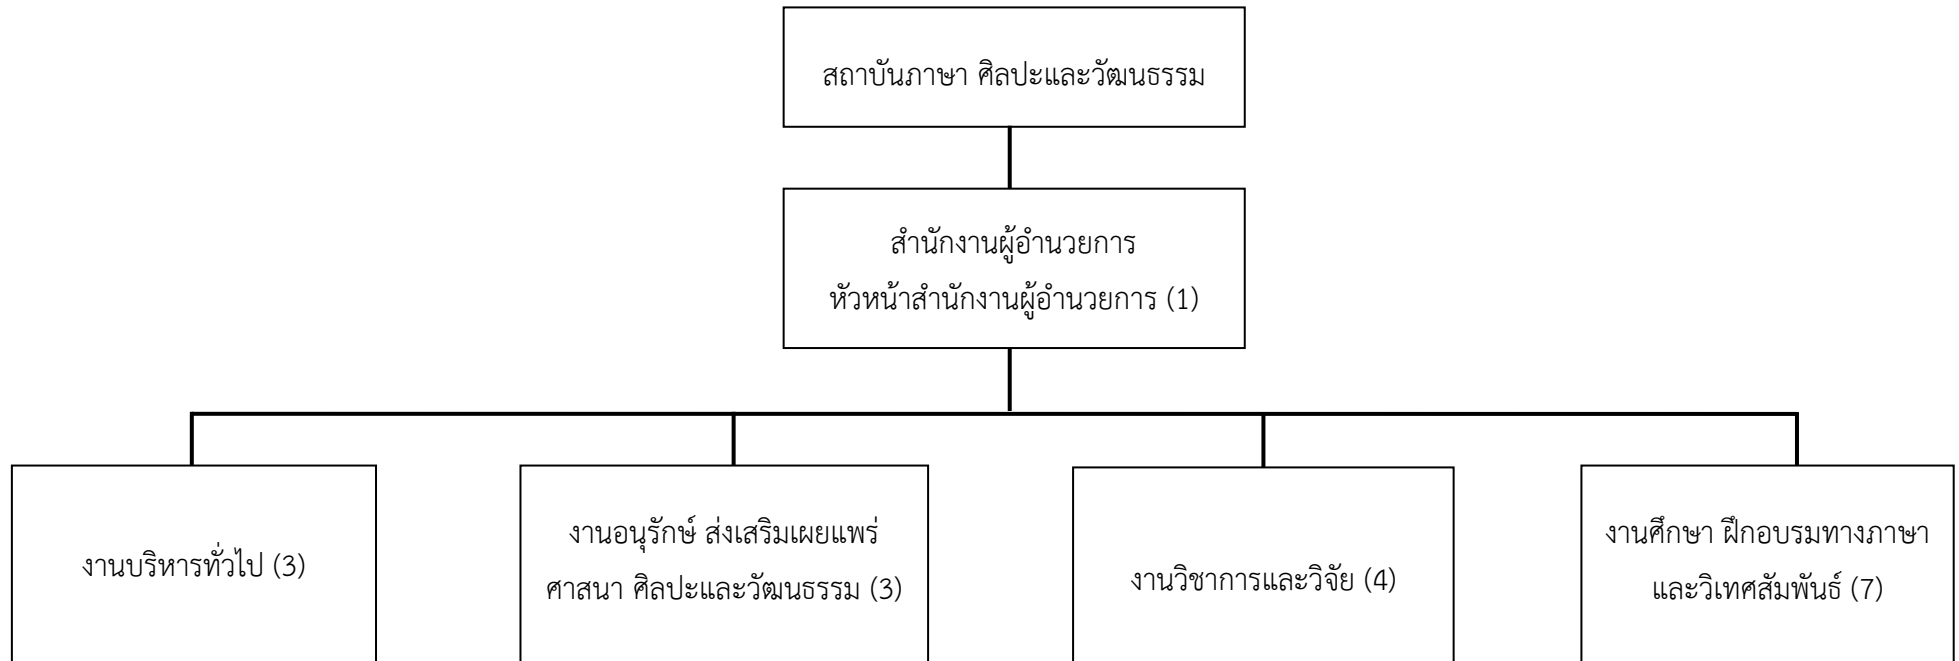 สถาบันภาษา ศิลปะและวัฒนธรรม
สำนักงานผู้อำนวยการ
หัวหน้าสำนักงานผู้อำนวยการ (1)
งานบริหารทั่วไป (3)
งานอนุรักษ์ ส่งเสริมเผยแพร่
ศาสนา ศิลปะและวัฒนธรรม (3)
งานวิชาการและวิจัย (4)
งานศึกษา ฝึกอบรมทางภาษา
และวิเทศสัมพันธ์ (7)